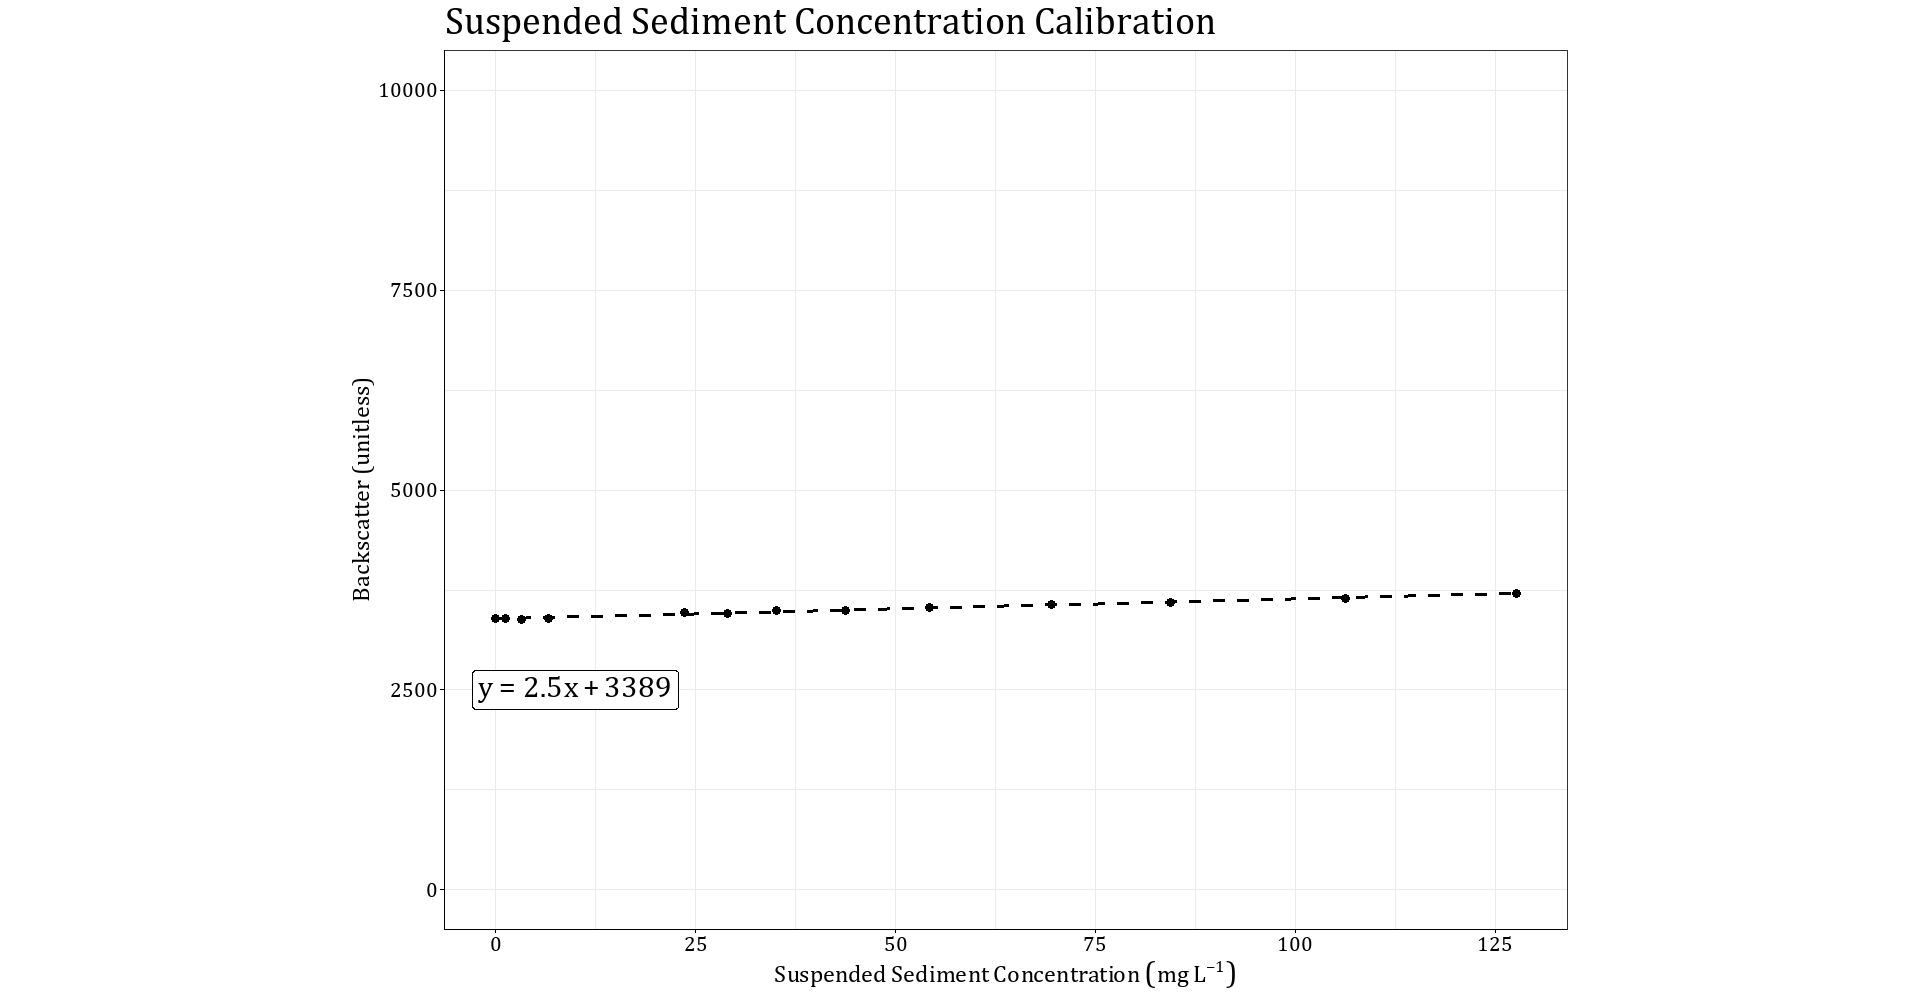 Suspended Sediment Concentration Calibration
10000
7500
5000
2500
0
Backscatter (unitless)
y = 2.5x + 3389
0 25 50 75 100 125
Suspended Sediment Concentration (mg L⁻¹)